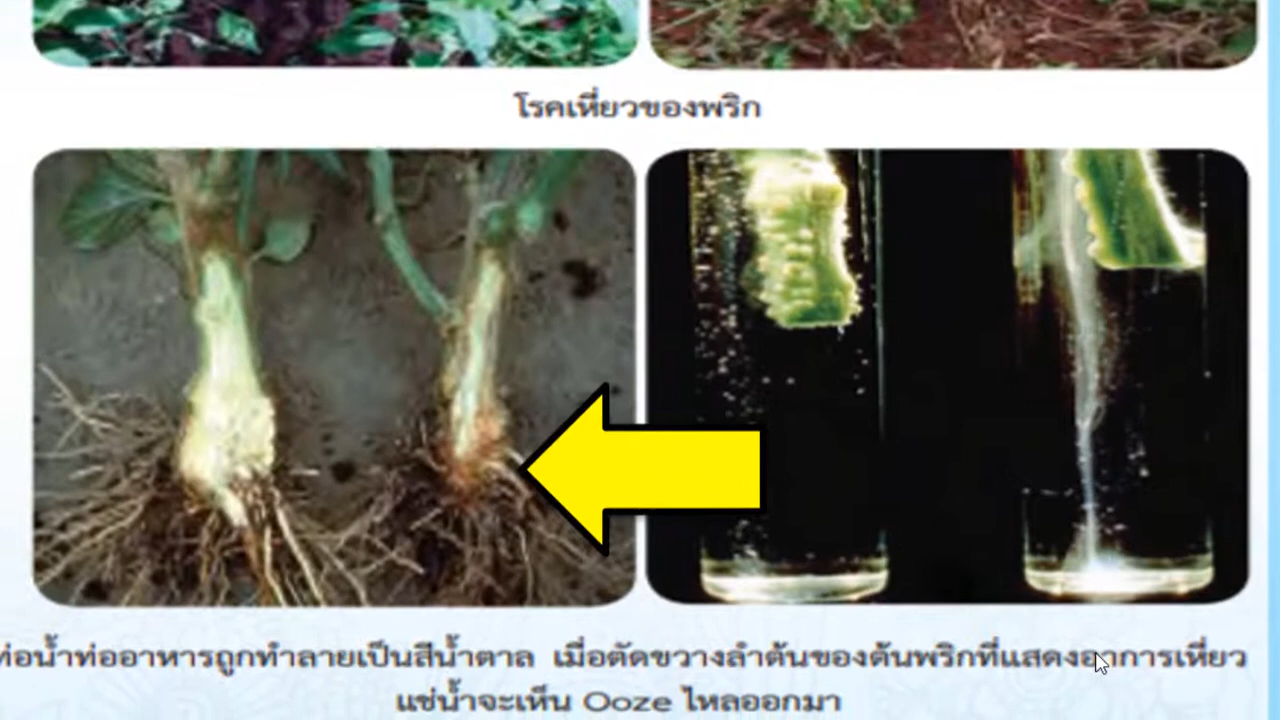 โรคเหี่ยวของพริก
ท่อน้ำท่ออาหารถูกทำลายเป็นสีน้ำตาล เมื่อตัดขวางลำต้นของต้นพริกที่แสดงอาการเหี่ยว
แช่น้ำจะเห็น Ooze ไหลออกมา